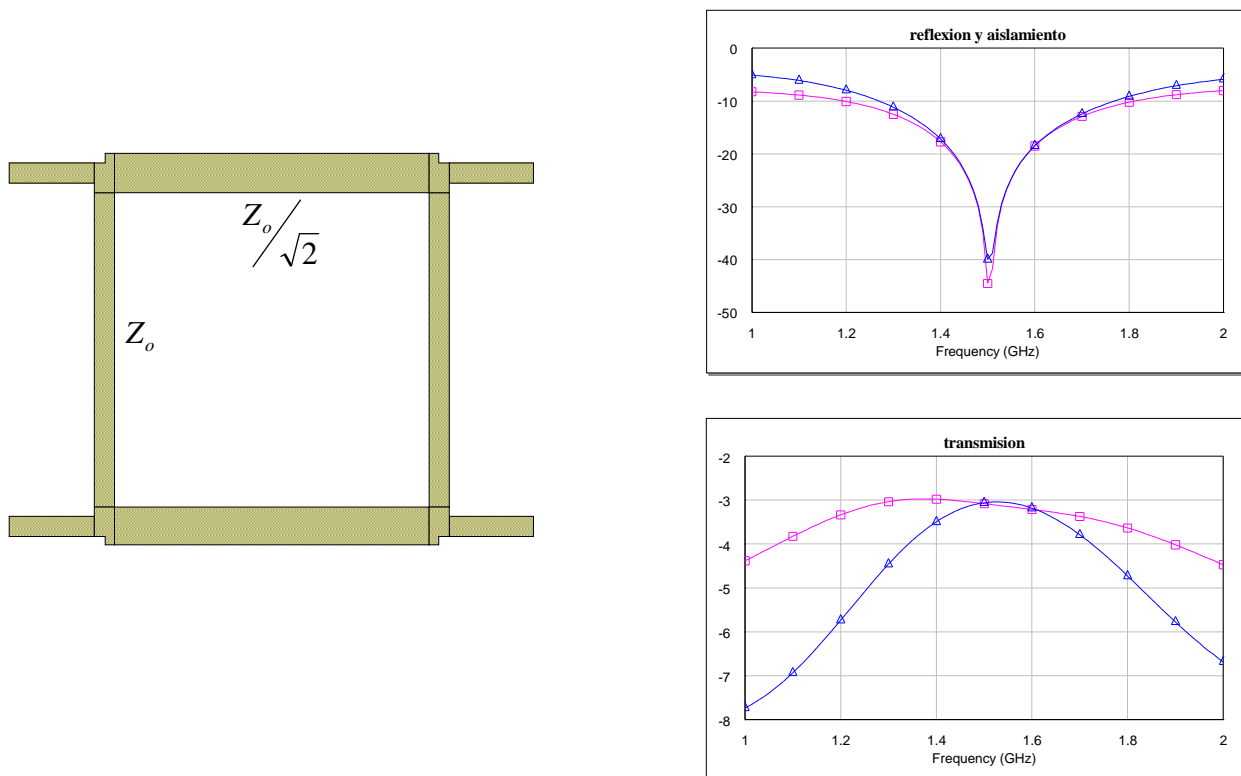 Z_o/√2
Z_o
reflexion y aislamiento
0
-10
-20
-30
-40
-50
1 1.2 1.4 1.6 1.8 2
Frequency (GHz)
transmision
-2
-3
-4
-5
-6
-7
-8
1 1.2 1.4 1.6 1.8 2
Frequency (GHz)